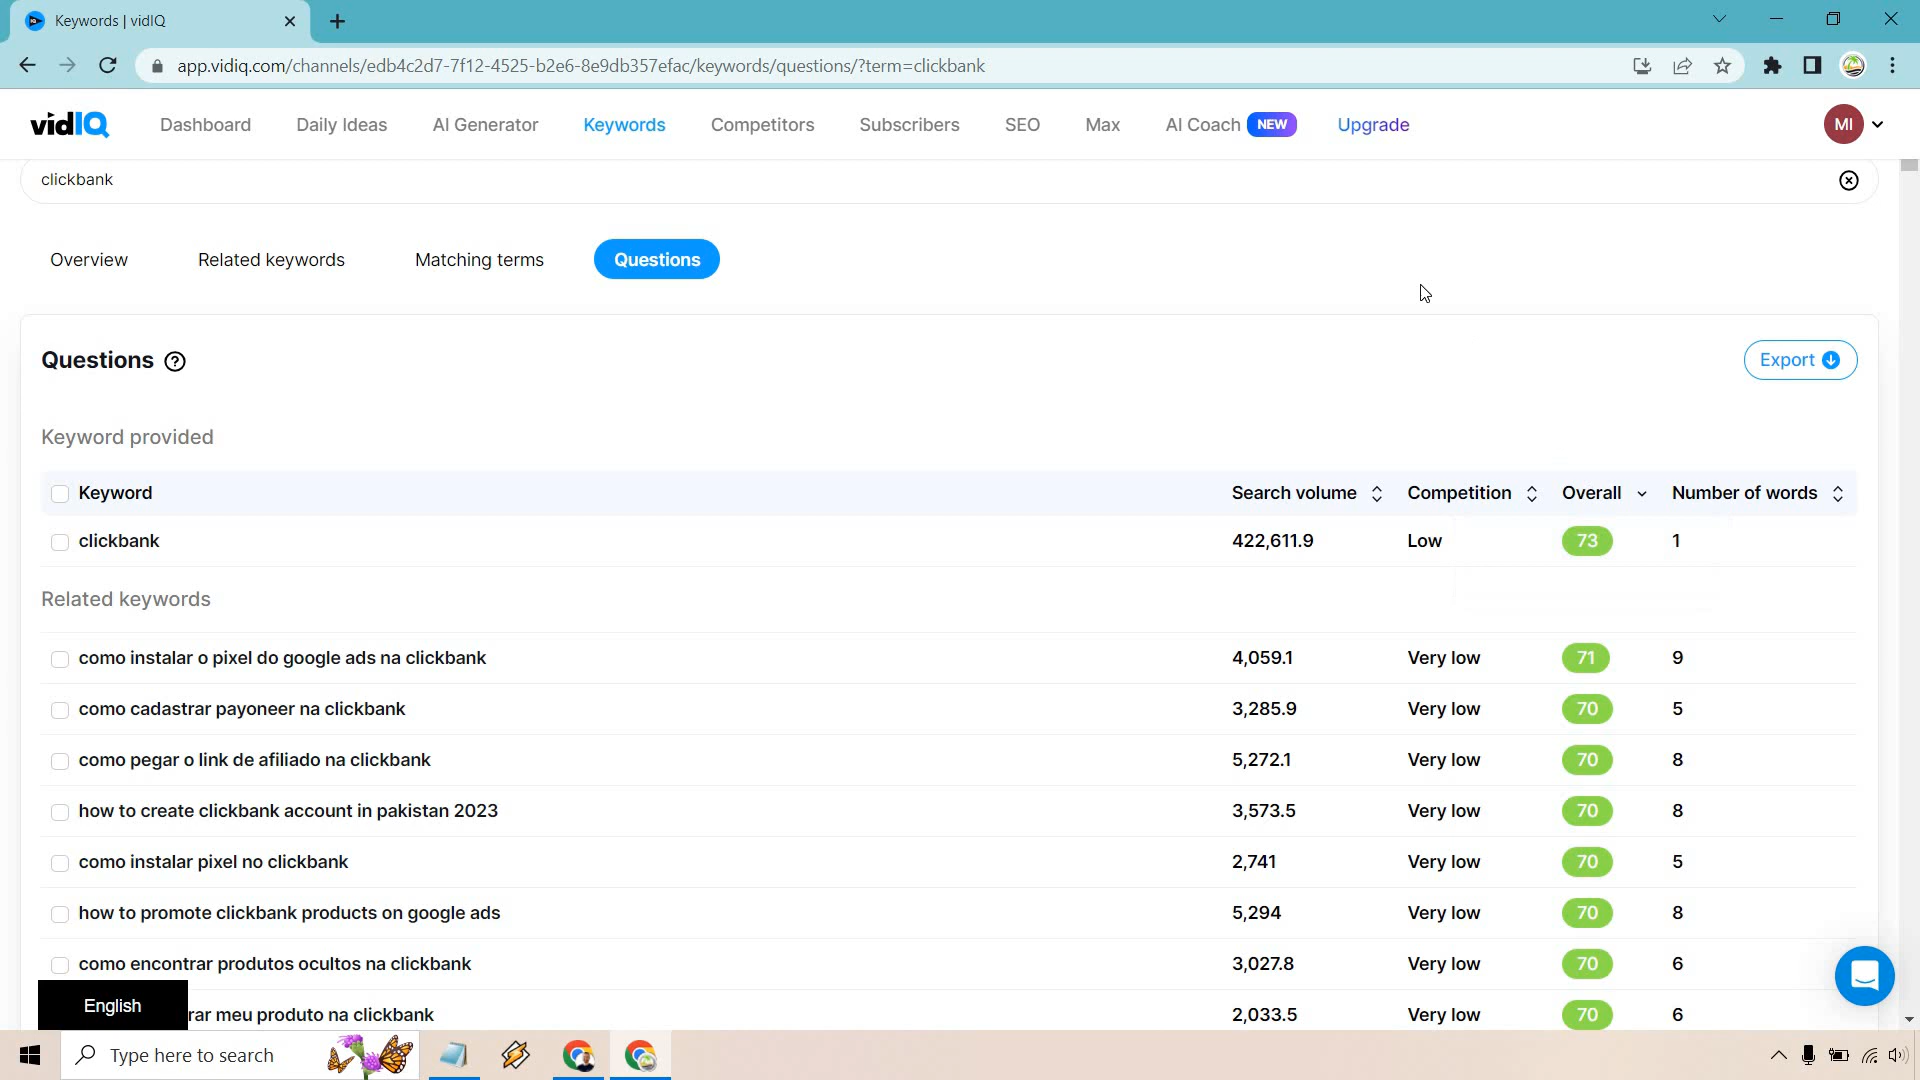 Keywords | vidIQ
app.vidiq.com/channels/edb4c2d7-7f12-4525-b2e6-8e9db357efac/keywords/questions/?term=clickbank
vidIQ Dashboard Daily Ideas AI Generator Keywords Competitors Subscribers SEO Max AI Coach NEW Upgrade MI
clickbank
Overview Related keywords Matching terms Questions
Questions Export
Keyword provided
Keyword Search volume Competition Overall Number of words
clickbank 422,611.9 Low 73 1
Related keywords
como instalar o pixel do google ads na clickbank 4,059.1 Very low 71 9
como cadastrar payoneer na clickbank 3,285.9 Very low 70 5
como pegar o link de afiliado na clickbank 5,272.1 Very low 70 8
how to create clickbank account in pakistan 2023 3,573.5 Very low 70 8
como instalar pixel no clickbank 2,741 Very low 70 5
how to promote clickbank products on google ads 5,294 Very low 70 8
como encontrar produtos ocultos na clickbank 3,027.8 Very low 70 6
English rar meu produto na clickbank 2,033.5 Very low 70 6
Type here to search